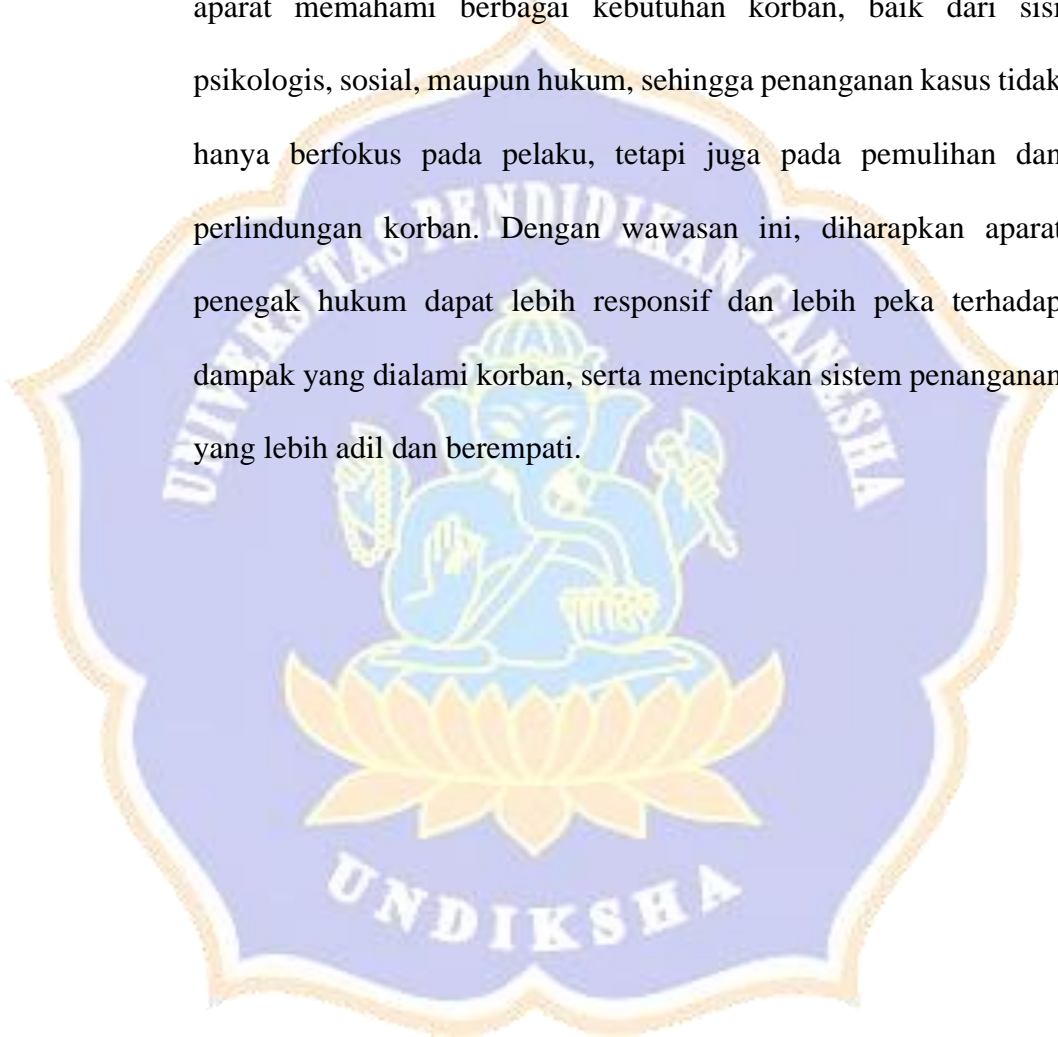 aparat memahami berbagai kebutuhan korban, baik dari sisi
psikologis, sosial, maupun hukum, sehingga penanganan kasus tidak
hanya berfokus pada pelaku, tetapi juga pada pemulihan dan
perlindungan korban. Dengan wawasan ini, diharapkan aparat
penegak hukum dapat lebih responsif dan lebih peka terhadap
dampak yang dialami korban, serta menciptakan sistem penanganan
yang lebih adil dan berempati.
UNIVERSITAS PENDIDIKAN GANESHA
UNDIKSHA